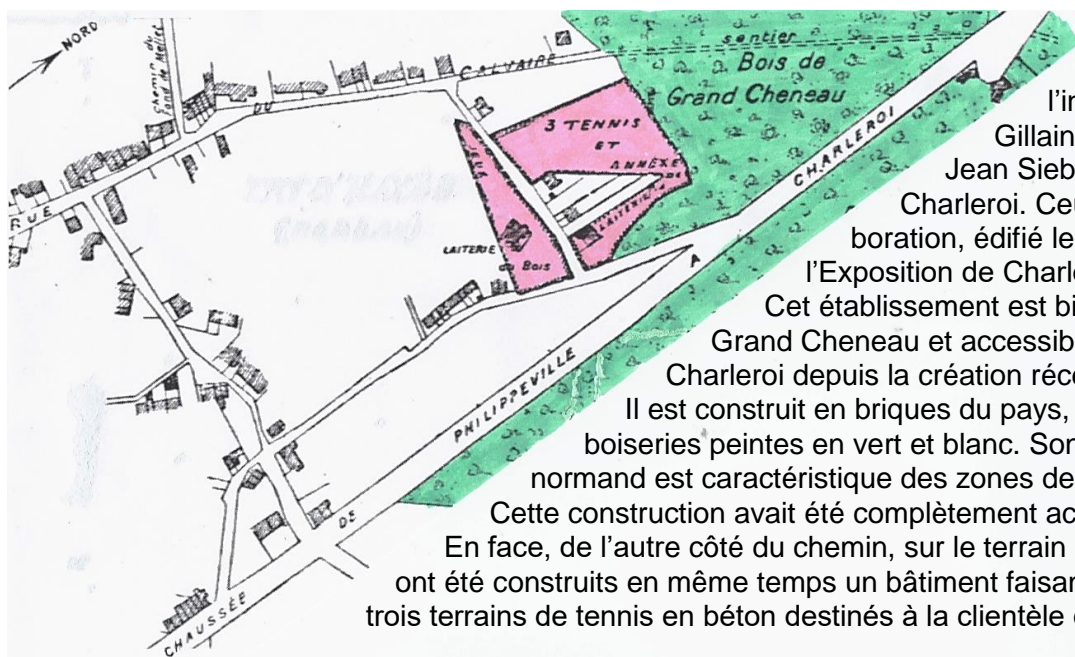 NORD
Chemin du
Fond de
RUE
DU
CALVAIRE
sentier
Bois de
Grand Cheneau
3 TENNIS
ET
ANNEXE
LAITERIE
Bois
CHAUSSÉE
DE
PHILIPPEVILLE
A
CHARLEROI
l'in
Gillain
Jean Sieb
Charleroi. Ceu
boration, édifié le
l'Exposition de Charle
Cet établissement est bi
Grand Cheneau et accessib
Charleroi depuis la création réce
Il est construit en briques du pays,
boiseries peintes en vert et blanc. Son
normand est caractéristique des zones de
Cette construction avait été complètement ac
En face, de l'autre côté du chemin, sur le terrain
ont été construits en même temps un bâtiment faisan
trois terrains de tennis en béton destinés à la clientèle